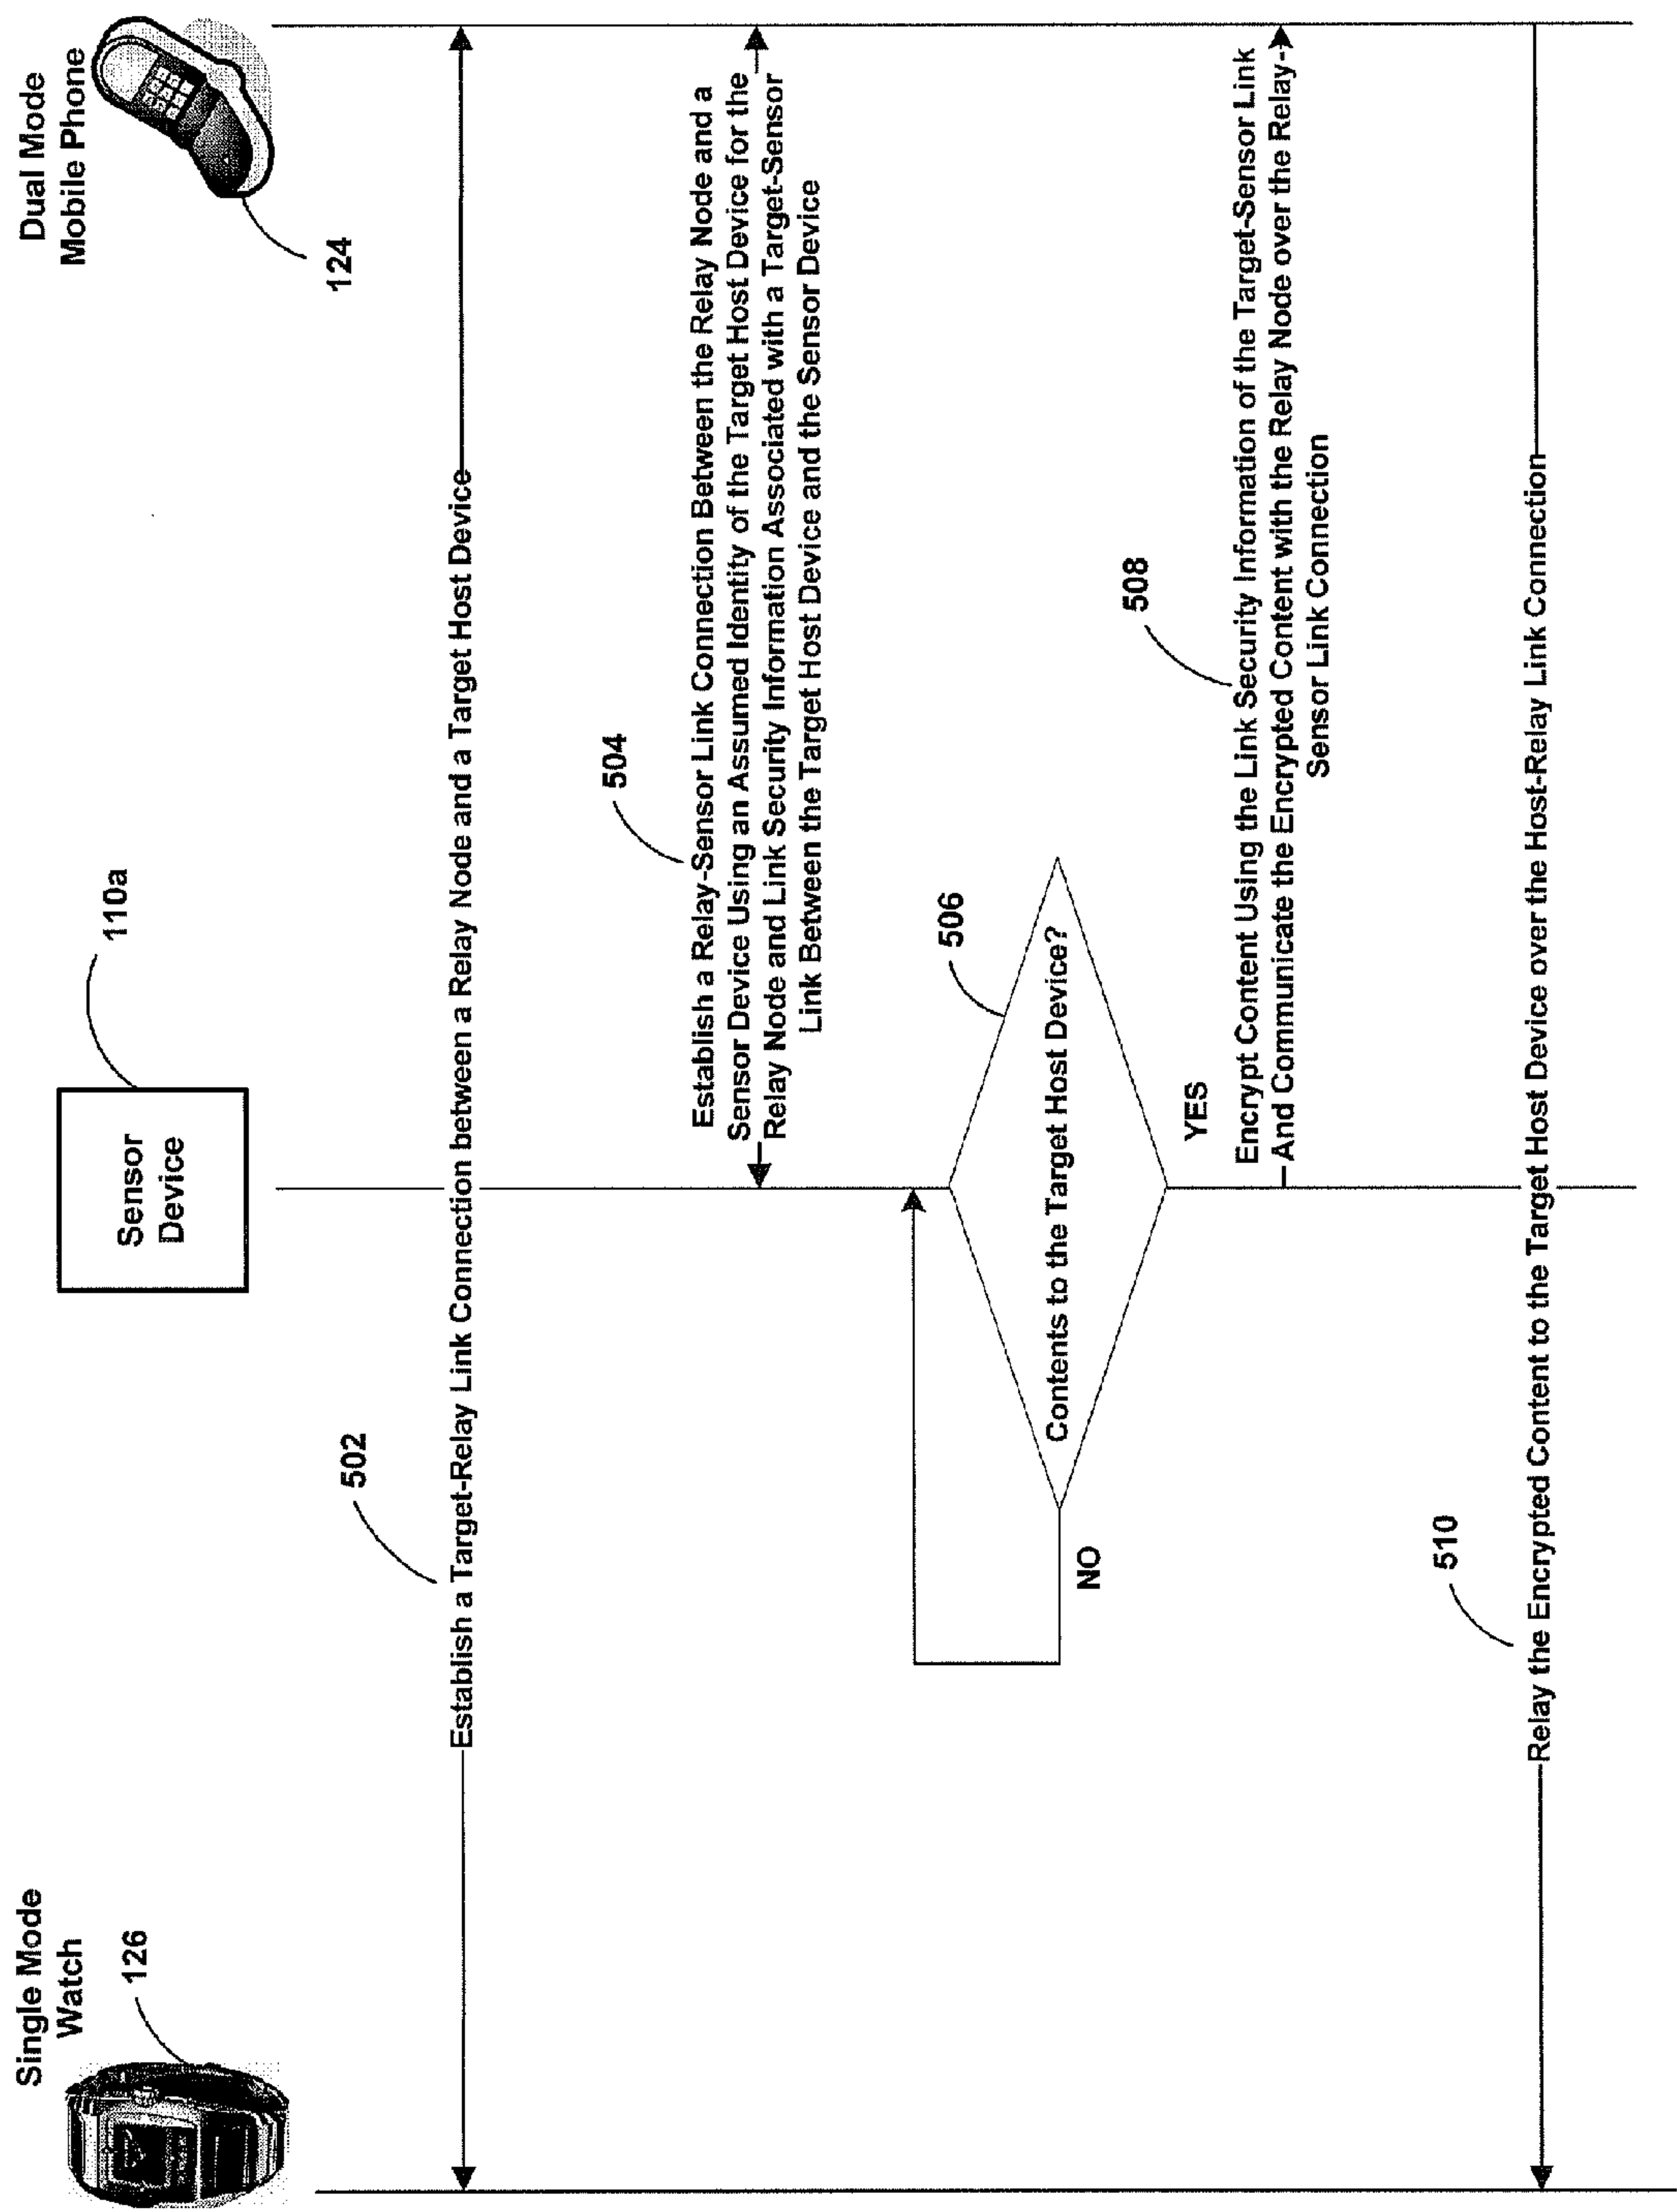 Single Mode
Watch
126
Sensor
Device
110a
Dual Mode
Mobile Phone
124
502
Establish a Target-Relay Link Connection between a Relay Node and a Target Host Device
504
Establish a Relay-Sensor Link Connection Between the Relay Node and a
Sensor Device Using an Assumed Identity of the Target Host Device for the
Relay Node and Link Security Information Associated with a Target-Sensor
Link Between the Target Host Device and the Sensor Device
506
Contents to the Target Host Device?
NO
YES
508
Encrypt Content Using the Link Security Information of the Target-Sensor Link
And Communicate the Encrypted Content with the Relay Node over the Relay-
Sensor Link Connection
510
Relay the Encrypted Content to the Target Host Device over the Host-Relay Link Connection